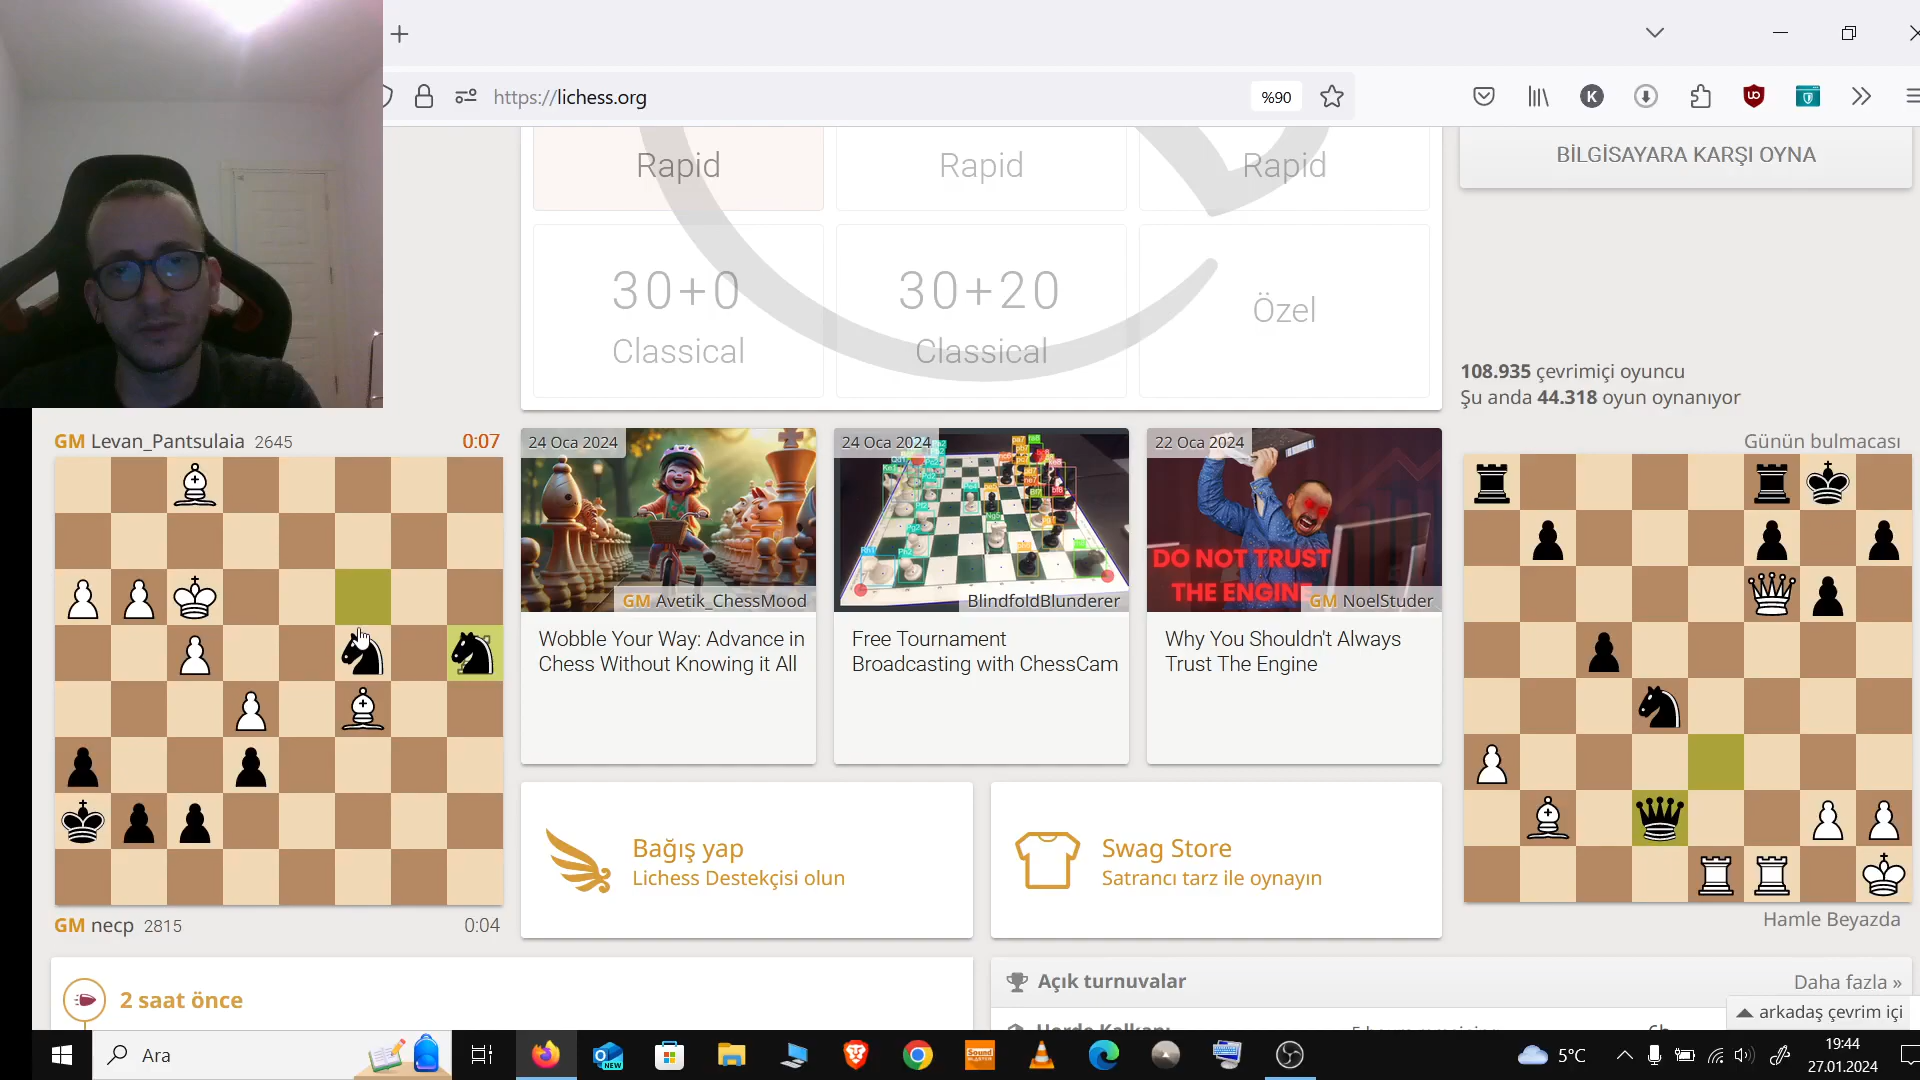 https://lichess.org
%90
K
Rapid
Rapid
Rapid
30+0
Classical
30+20
Classical
Özel
BİLGİSAYARA KARŞI OYNA
108.935 çevrimiçi oyuncu
Şu anda 44.318 oyun oynanıyor
GM Levan_Pantsulaia 2645
0:07
GM necp 2815
0:04
24 Oca 2024
GM Avetik_ChessMood
Wobble Your Way: Advance in
Chess Without Knowing it All
24 Oca 2024
BlindfoldBlunderer
Free Tournament
Broadcasting with ChessCam
22 Oca 2024
DO NOT TRUST
THE ENGINE
GM NoelStuder
Why You Shouldn't Always
Trust The Engine
Günün bulmacası
Hamle Beyazda
Bağış yap
Lichess Destekçisi olun
Swag Store
Satrancı tarz ile oynayın
2 saat önce
Açık turnuvalar
Daha fazla »
arkadaş çevrim içi
Ara
NEW
Sound
5°C
19:44
27.01.2024